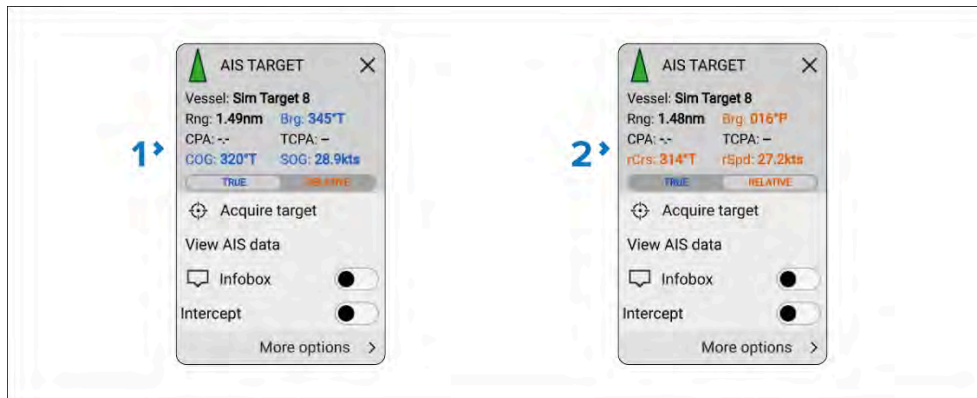 1
AIS TARGET
Vessel: Sim Target 8
Rng: 1.49nm Brg: 345°T
CPA: -.- TCPA: –
COG: 320°T SOG: 28.9kts
TRUE RELATIVE
Acquire target
View AIS data
Infobox
Intercept
More options
2
AIS TARGET
Vessel: Sim Target 8
Rng: 1.48nm Brg: 016°P
CPA: -.- TCPA: –
rCrs: 314°T rSpd: 27.2kts
TRUE RELATIVE
Acquire target
View AIS data
Infobox
Intercept
More options